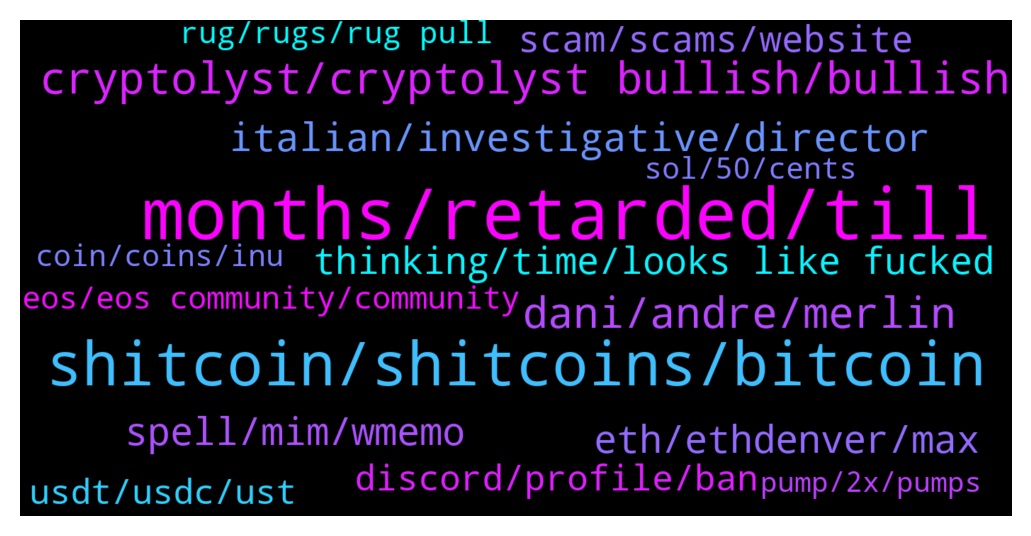 rug/rugs/rug pull
scam/scams/website
cryptolyst/cryptolyst bullish/bullish
italian/investigative/director
sol/50/cents
months/retarded/till
coin/coins/inu
thinking/time/looks like fucked
eos/eos community/community
dani/andre/merlin
shitcoin/shitcoins/bitcoin
spell/mim/wmemo
eth/ethdenver/max
discord/profile/ban
pump/2x/pumps
usdt/usdc/ust